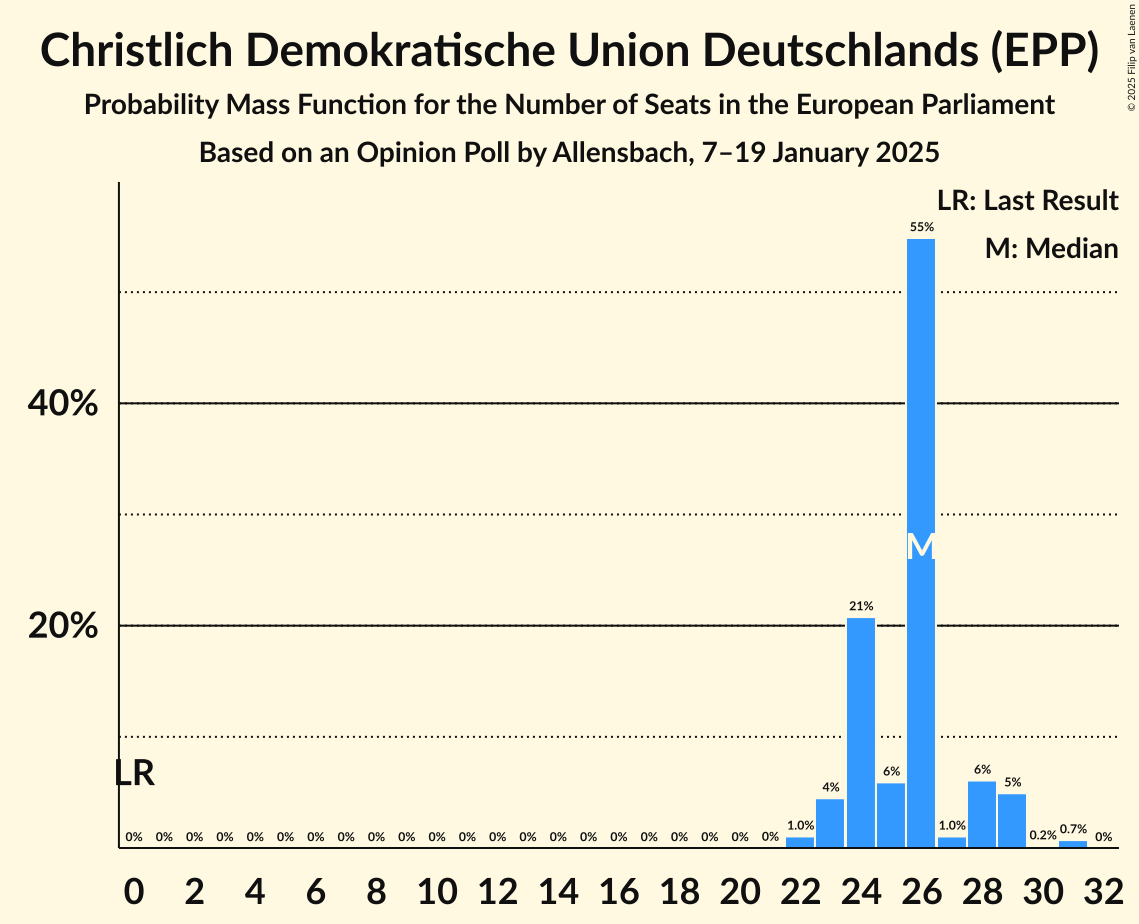 Christlich Demokratische Union Deutschlands (EPP)
Probability Mass Function for the Number of Seats in the European Parliament
Based on an Opinion Poll by Allensbach, 7–19 January 2025
© 2025 Filip van Laenen
LR: Last Result
M: Median
55%
40%
M
21%
20%
LR
0% 0% 0% 0% 0% 0% 0% 0% 0% 0% 0% 0% 0% 0% 0% 0% 0% 0% 0% 0% 0% 0% 1.0% 4% 6% 1.0% 6% 5% 0.2% 0.7% 0%
0 2 4 6 8 10 12 14 16 18 20 22 24 26 28 30 32